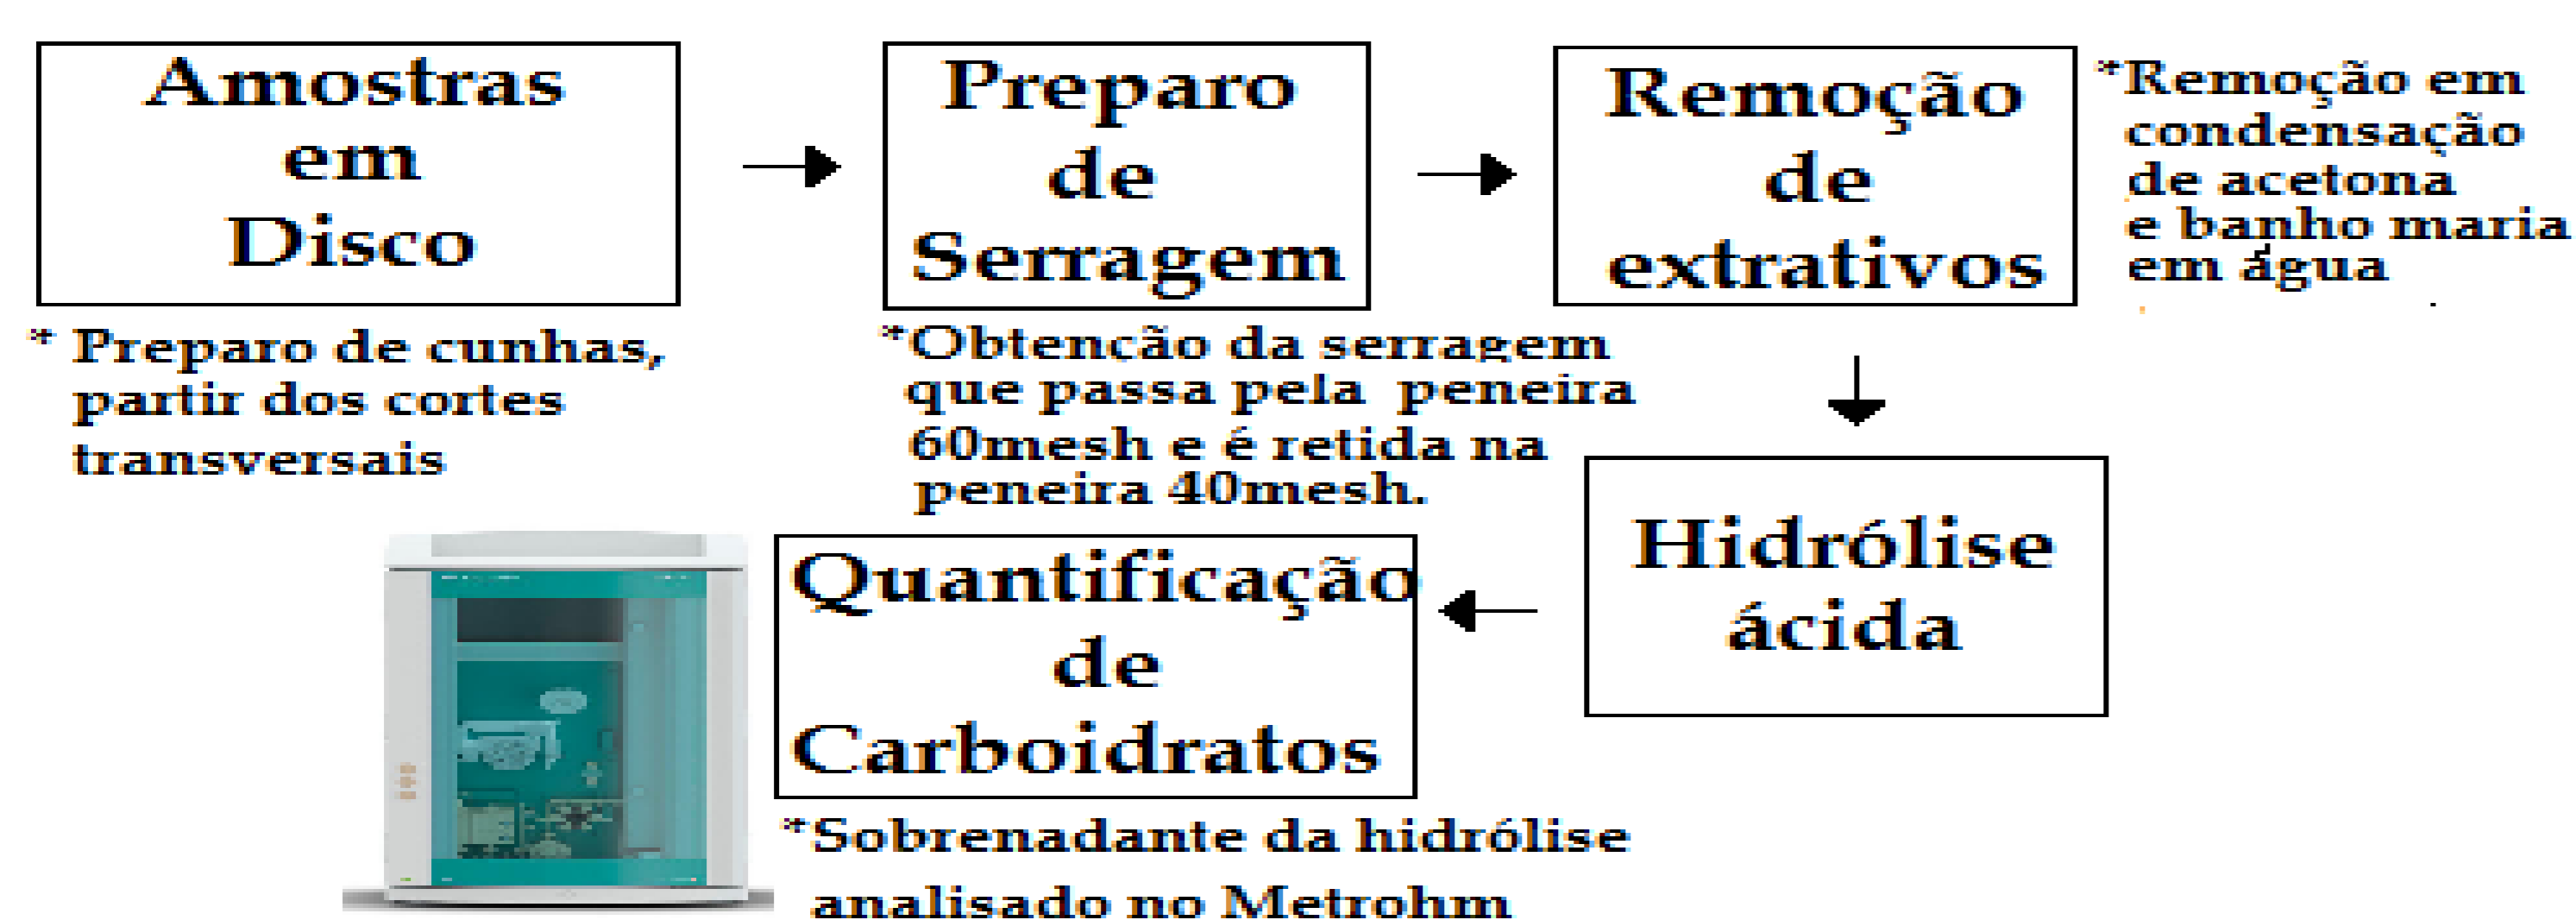 Amostras
em
Disco
* Preparo de cunhas,
partir dos cortes
transversais
Preparo
de
Serragem
*Obtenção da serragem
que passa pela peneira
60mesh e é retida na
peneira 40mesh.
Remoção
de
extrativos
*Remoção em
condensação
de acetona
e banho maria
em água
Hidrólise
ácida
Quantificação
de
Carboidratos
*Sobrenadante da hidrólise
analisado no Metrohm